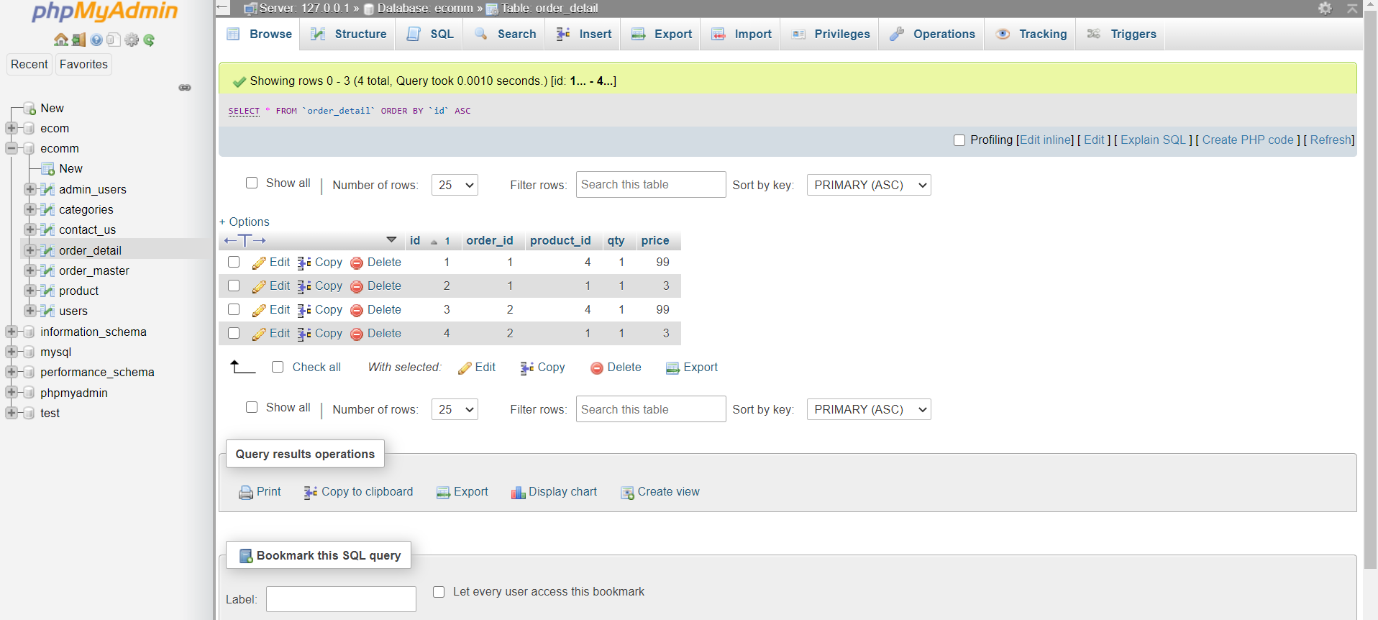 phpMyAdmin
Recent Favorites
New
ecom
ecomm
New
admin_users
categories
contact_us
order_detail
order_master
product
users
information_schema
mysql
performance_schema
phpmyadmin
test
Server: 127.0.0.1 » Database: ecomm » Table: order_detail
Browse Structure SQL Search Insert Export Import Privileges Operations Tracking Triggers
Showing rows 0 - 3 (4 total, Query took 0.0010 seconds.) [id: 1... - 4...]
SELECT * FROM `order_detail` ORDER BY `id` ASC
Profiling [Edit inline] [ Edit ] [ Explain SQL ] [ Create PHP code ] [ Refresh]
Show all | Number of rows: 25 Filter rows: Search this table Sort by key: PRIMARY (ASC)
+ Options
←T→ id 1 order_id product_id qty price
Edit Copy Delete 1 1 4 1 99
Edit Copy Delete 2 1 1 1 3
Edit Copy Delete 3 2 4 1 99
Edit Copy Delete 4 2 1 1 3
Check all With selected: Edit Copy Delete Export
Show all | Number of rows: 25 Filter rows: Search this table Sort by key: PRIMARY (ASC)
Query results operations
Print Copy to clipboard Export Display chart Create view
Bookmark this SQL query
Label: Let every user access this bookmark